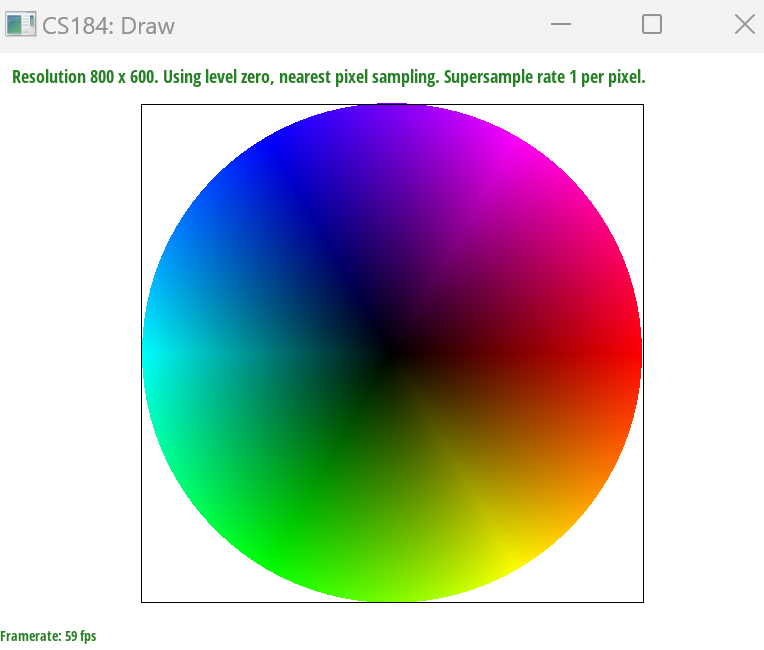 CS184: Draw
Resolution 800 x 600. Using level zero, nearest pixel sampling. Supersample rate 1 per pixel.
Framerate: 59 fps